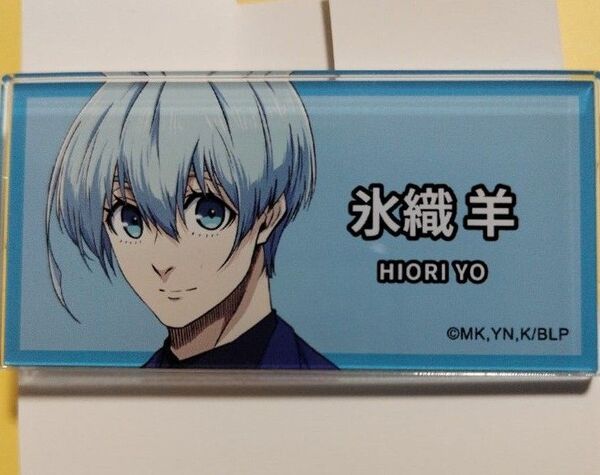 氷織 羊
HIORI YO
©MK,YN,K/BLP